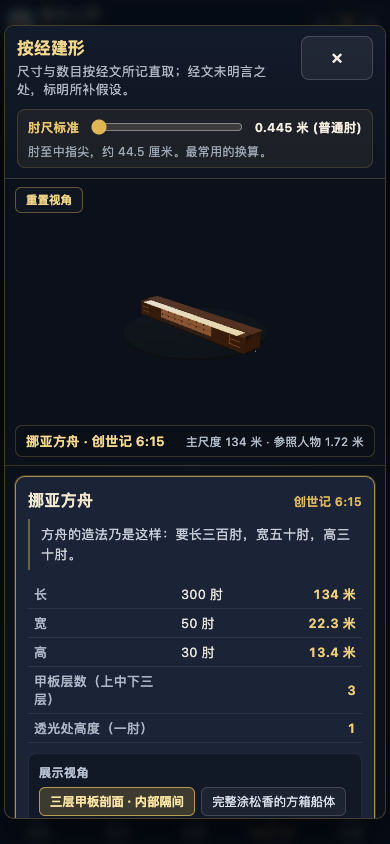 按经建形
尺寸与数目按经文所记直取；经文未明言之
处，标明所补假设。
×
肘尺标准
0.445 米 (普通肘)
肘至中指尖，约 44.5 厘米。最常用的换算。
重置视角
挪亚方舟 · 创世记 6:15
主尺度 134 米 · 参照人物 1.72 米
挪亚方舟
创世记 6:15
方舟的造法乃是这样：要长三百肘，宽五十肘，高三
十肘。
长 300 肘 134 米
宽 50 肘 22.3 米
高 30 肘 13.4 米
甲板层数（上中下三
层） 3
透光处高度（一肘） 1
展示视角
三层甲板剖面 · 内部隔间
完整涂松香的方箱船体